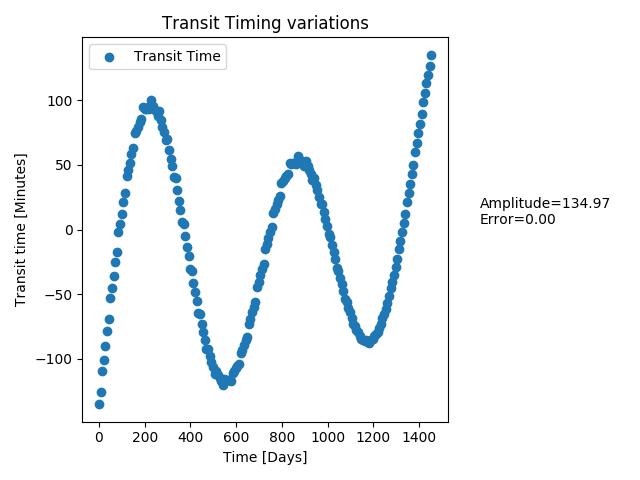 Transit Timing variations
Transit Time
Transit time [Minutes]
100
50
0
−50
−100
0 200 400 600 800 1000 1200 1400
Time [Days]
Amplitude=134.97
Error=0.00